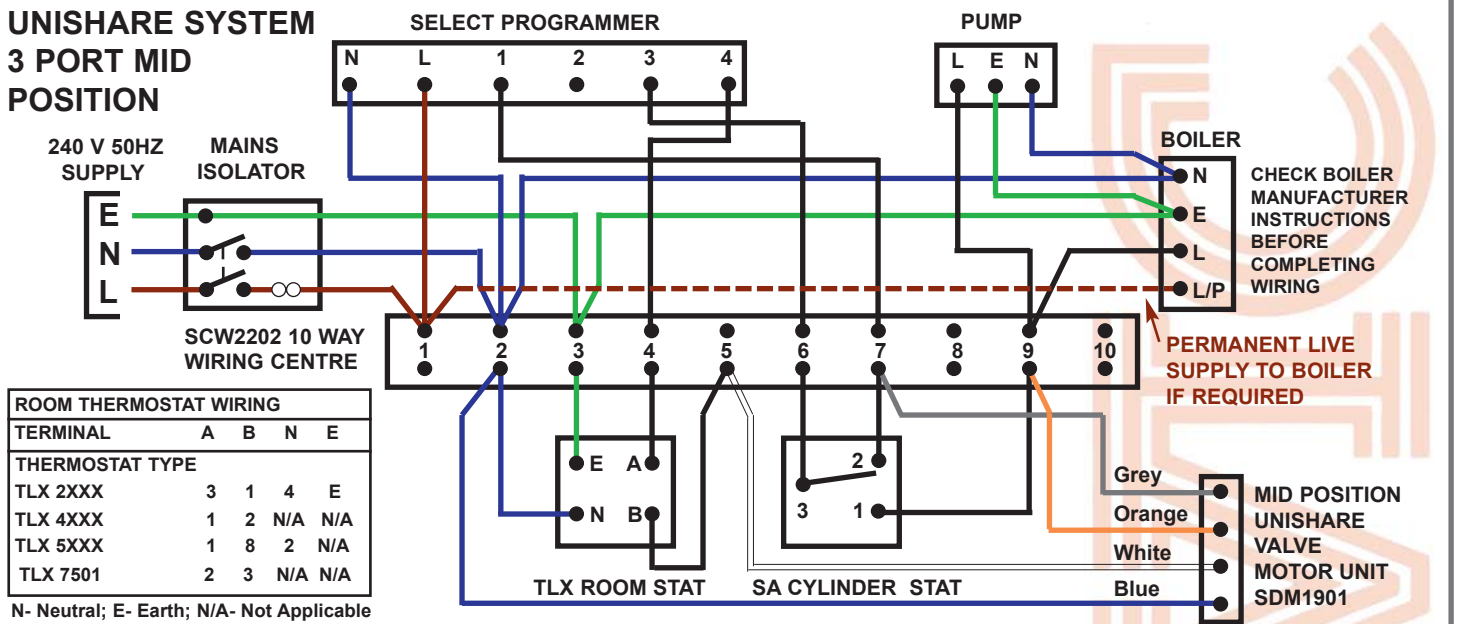 UNISHARE SYSTEM
3 PORT MID
POSITION
SELECT PROGRAMMER
N L 1 2 3 4
PUMP
L E N
240 V 50HZ
SUPPLY
E
N
L
MAINS
ISOLATOR
BOILER
N
E
L
L/P
CHECK BOILER
MANUFACTURER
INSTRUCTIONS
BEFORE
COMPLETING
WIRING
SCW2202 10 WAY
WIRING CENTRE
1 2 3 4 5 6 7 8 9 10
PERMANENT LIVE
SUPPLY TO BOILER
IF REQUIRED
ROOM THERMOSTAT WIRING
TERMINAL A B N E
THERMOSTAT TYPE
TLX 2XXX 3 1 4 E
TLX 4XXX 1 2 N/A N/A
TLX 5XXX 1 8 2 N/A
TLX 7501 2 3 N/A N/A
N- Neutral; E- Earth; N/A- Not Applicable
E A
N B
TLX ROOM STAT
2
3 1
SA CYLINDER STAT
Grey
Orange
White
Blue
MID POSITION
UNISHARE
VALVE
MOTOR UNIT
SDM1901